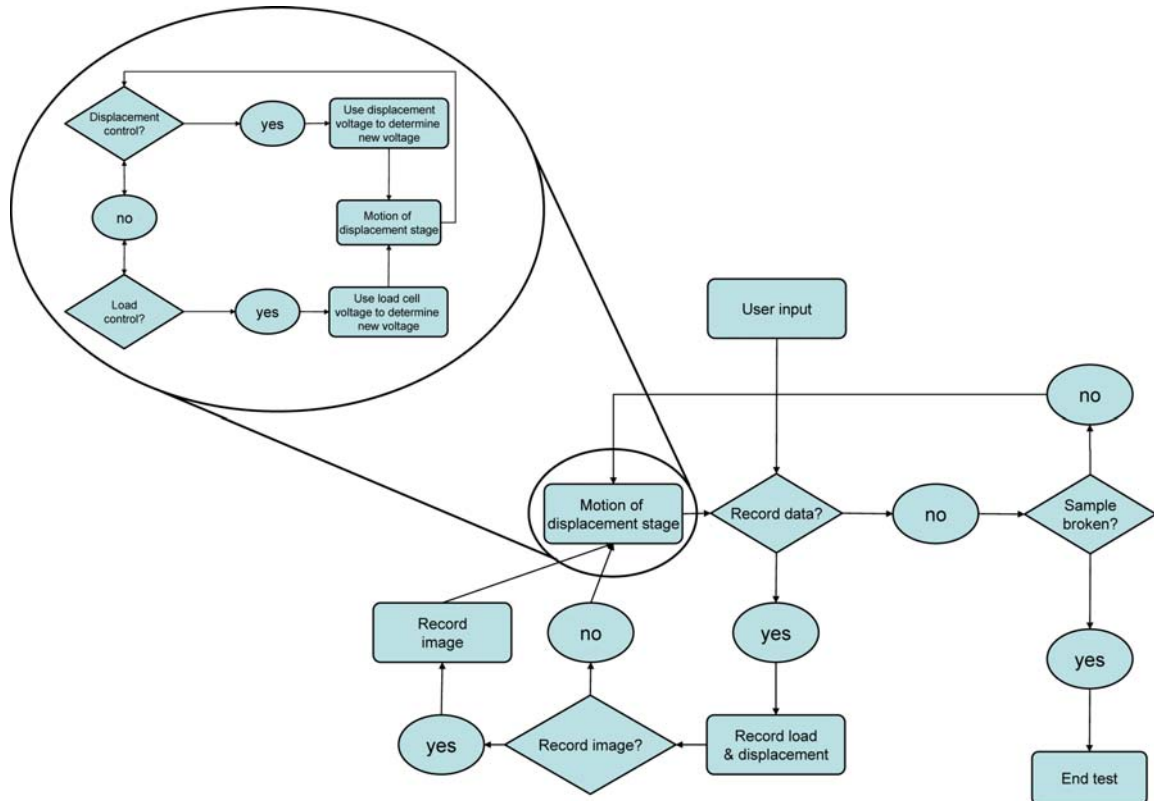 Displacement
control?
yes
Use displacement
voltage to determine
new voltage
no
Motion of
displacement stage
Load
control?
yes
Use load cell
voltage to determine
new voltage
User input
no
Motion of
displacement stage
Record data?
no
Sample
broken?
Record
image
no
yes
yes
yes
Record image?
Record load
& displacement
End test